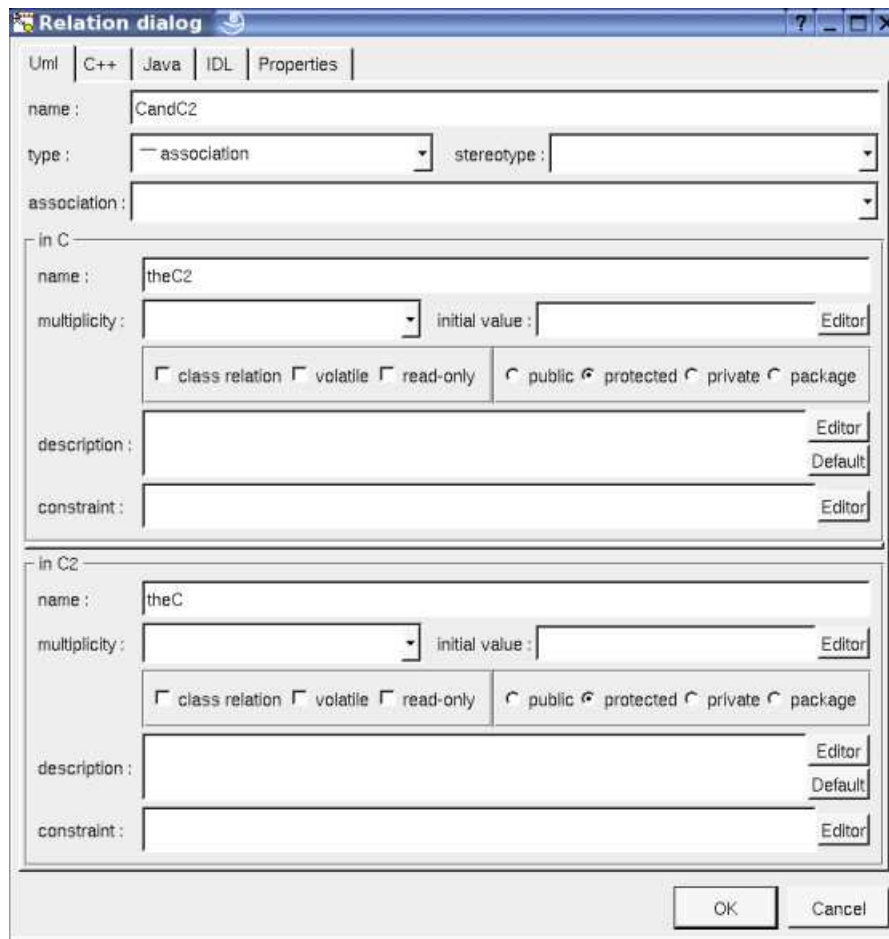 Relation dialog ? _ □ X
Uml C++ Java IDL Properties
name : CandC2
type : association stereotype :
association :
in C
name : theC2
multiplicity : initial value : Editor
class relation volatile read-only public protected private package
description : Editor
Default
constraint : Editor
in C2
name : theC
multiplicity : initial value : Editor
class relation volatile read-only public protected private package
description : Editor
Default
constraint : Editor
OK Cancel